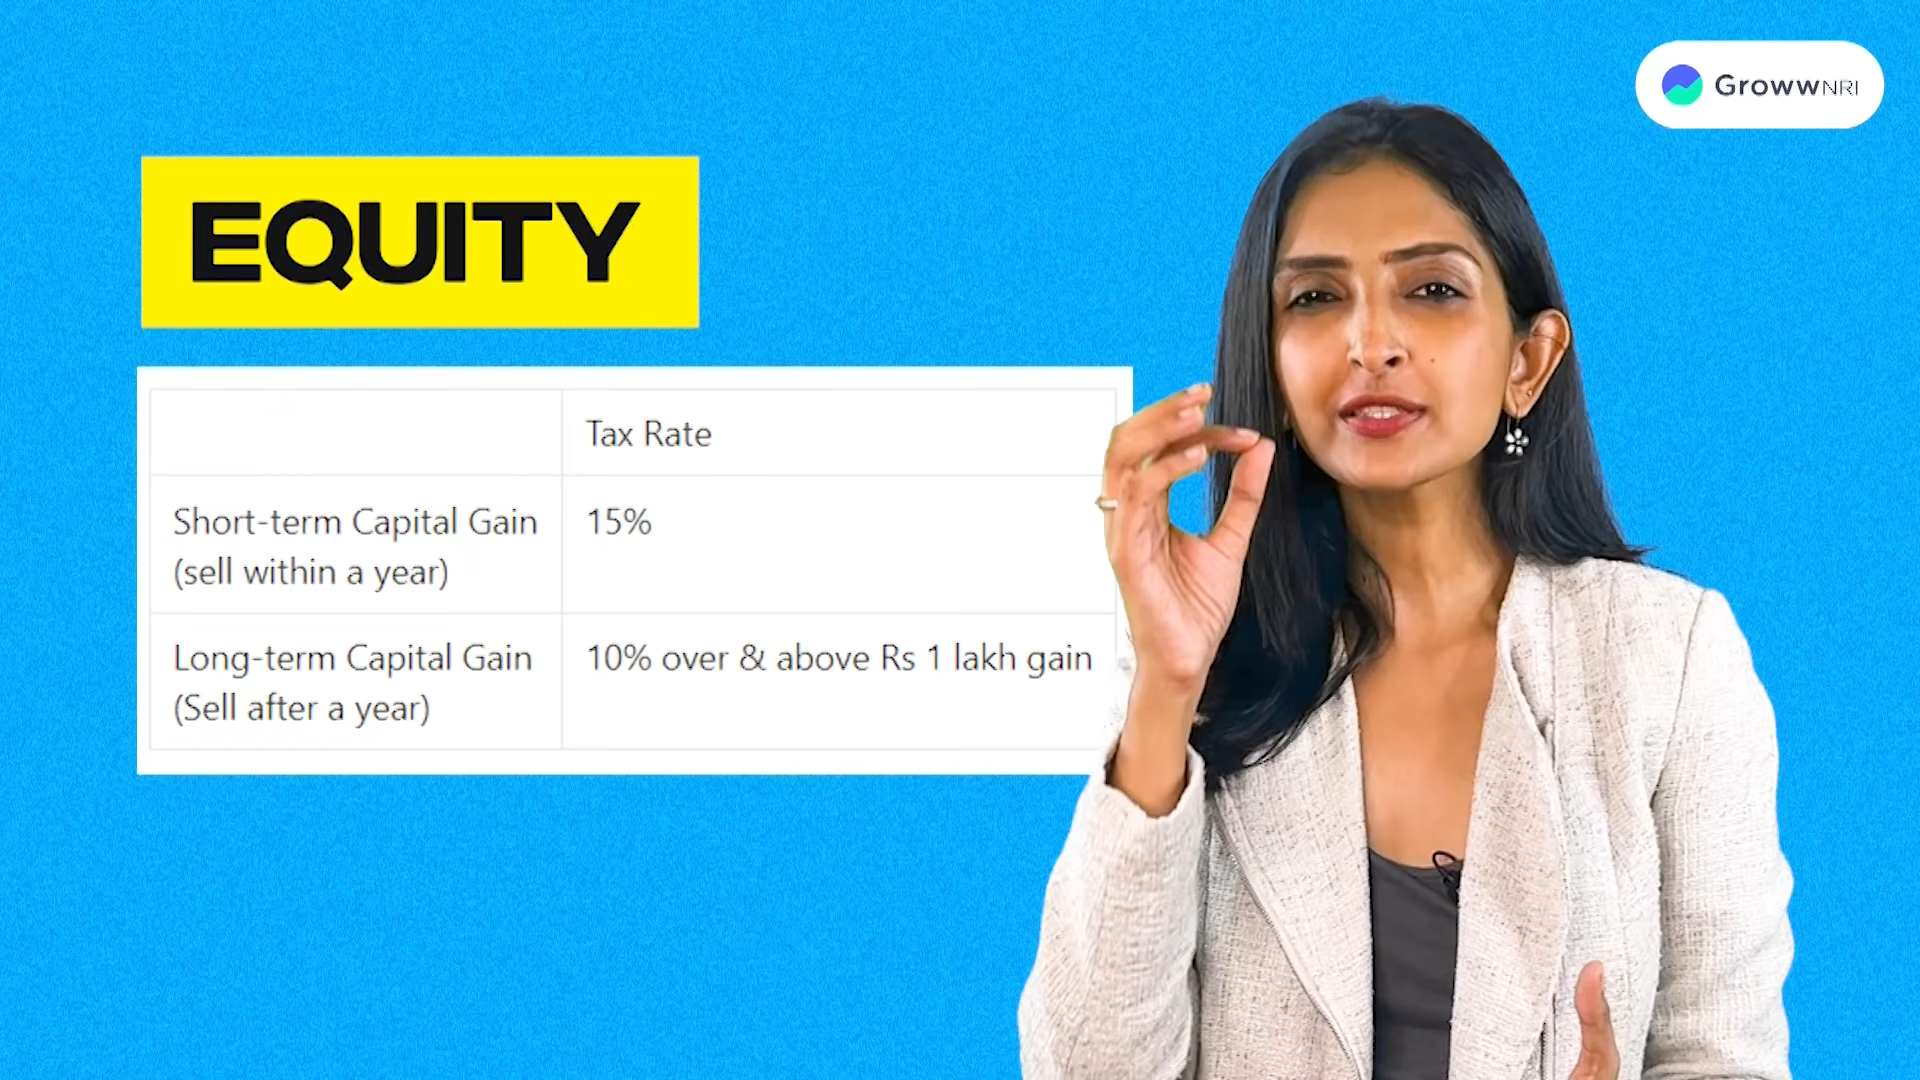 GrowwNRI
EQUITY
Tax Rate
Short-term Capital Gain
(sell within a year)
15%
Long-term Capital Gain
(Sell after a year)
10% over & above Rs 1 lakh gain